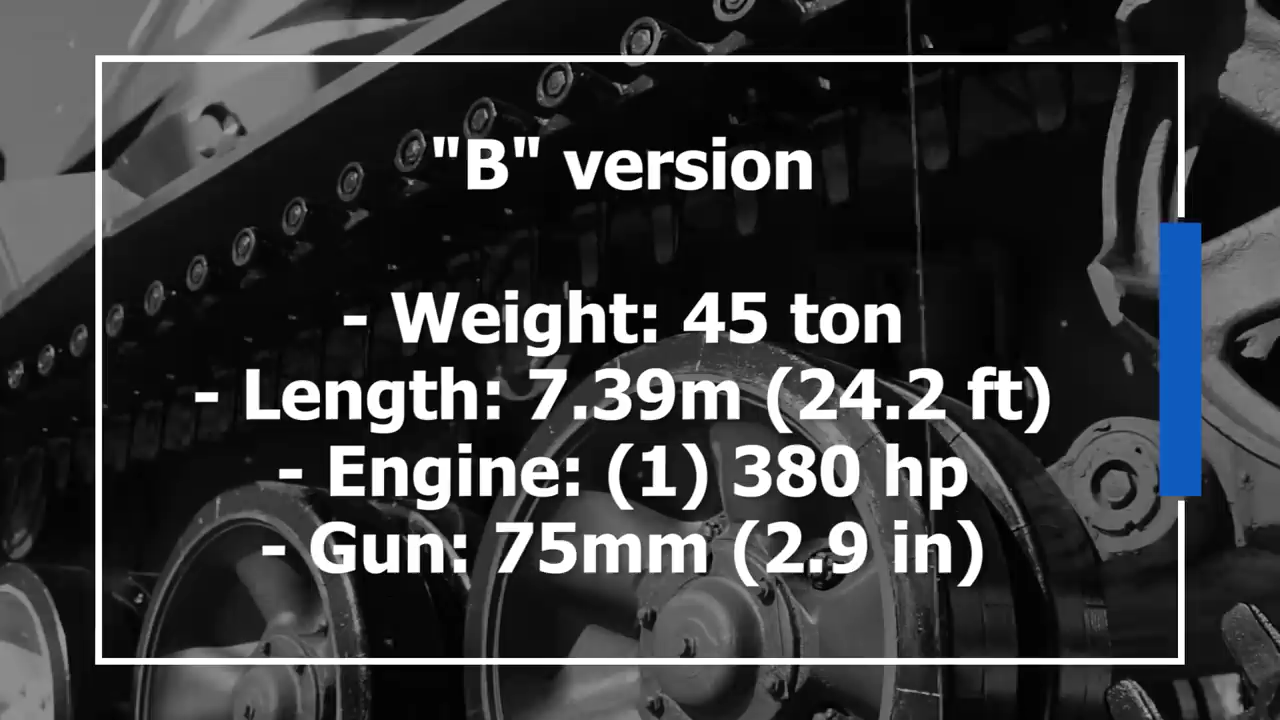 "B" version
- Weight: 45 ton
- Length: 7.39m (24.2 ft)
- Engine: (1) 380 hp
- Gun: 75mm (2.9 in)